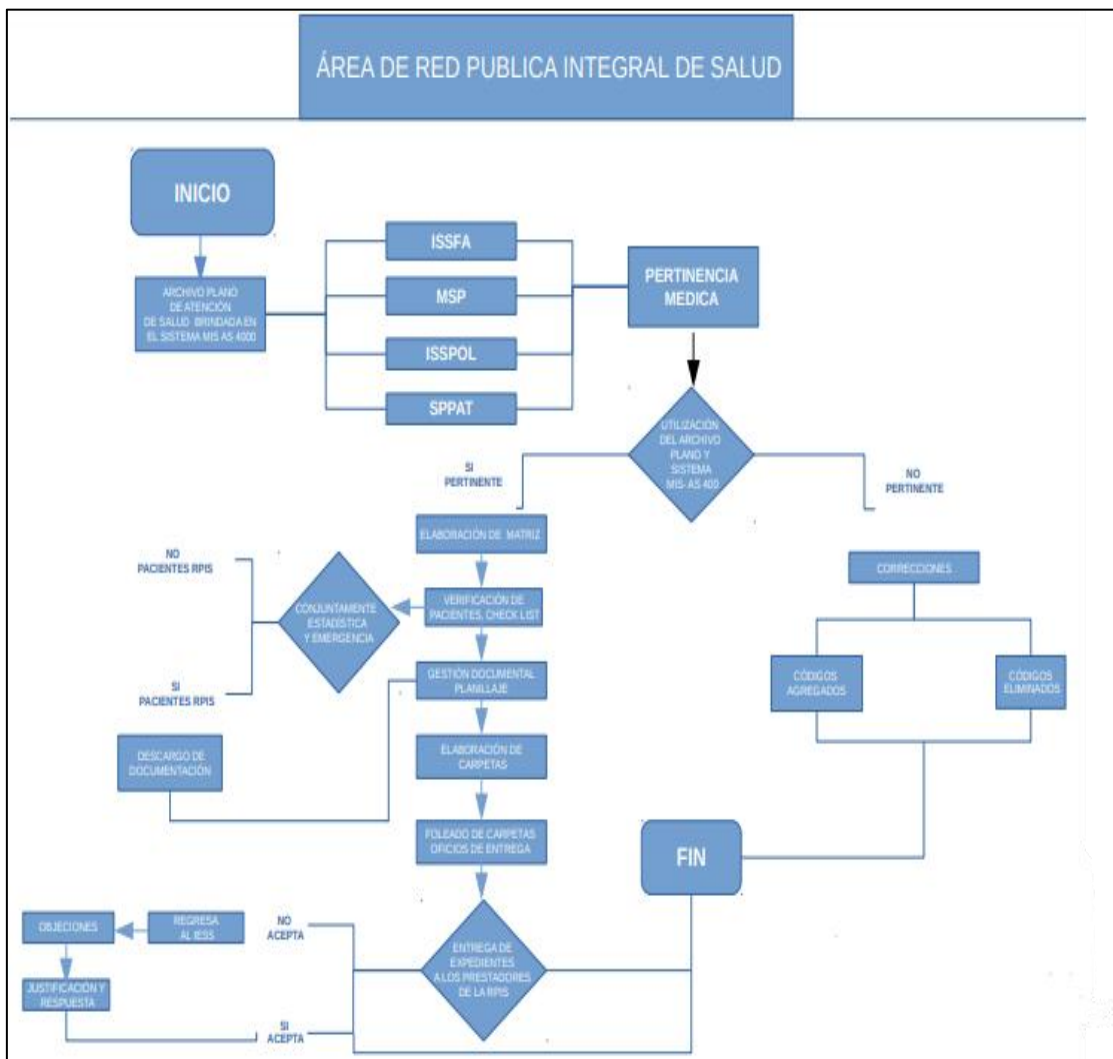 ÁREA DE RED PUBLICA INTEGRAL DE SALUD
INICIO
ARCHIVO PLANO
DE ATENCIÓN
DE SALUD BRINDADA EN
EL SISTEMA MIS AS 4000
ISSFA
MSP
ISSPOL
SPPAT
PERTINENCIA
MEDICA
UTILIZACIÓN
DEL ARCHIVO
PLANO Y
SISTEMA
MIS- AS 400
SI
PERTINENTE
NO
PERTINENTE
ELABORACIÓN DE MATRIZ
VERIFICACIÓN DE
PACIENTES, CHECK LIST
CONJUNTAMENTE
ESTADÍSTICA
Y EMERGENCIA
NO
PACIENTES RPIS
SI
PACIENTES RPIS
GESTIÓN DOCUMENTAL
PLANILLAJE
DESCARGO DE
DOCUMENTACIÓN
ELABORACIÓN DE
CARPETAS
FOLEADO DE CARPETAS
OFICIOS DE ENTREGA
CORRECCIONES
CÓDIGOS
AGREGADOS
CÓDIGOS
ELIMINADOS
FIN
ENTREGA DE
EXPEDIENTES
A LOS PRESTADORES
DE LA RPIS
NO
ACEPTA
REGRESA
AL IESS
OBJECIONES
JUSTIFICACIÓN Y
RESPUESTA
SI
ACEPTA